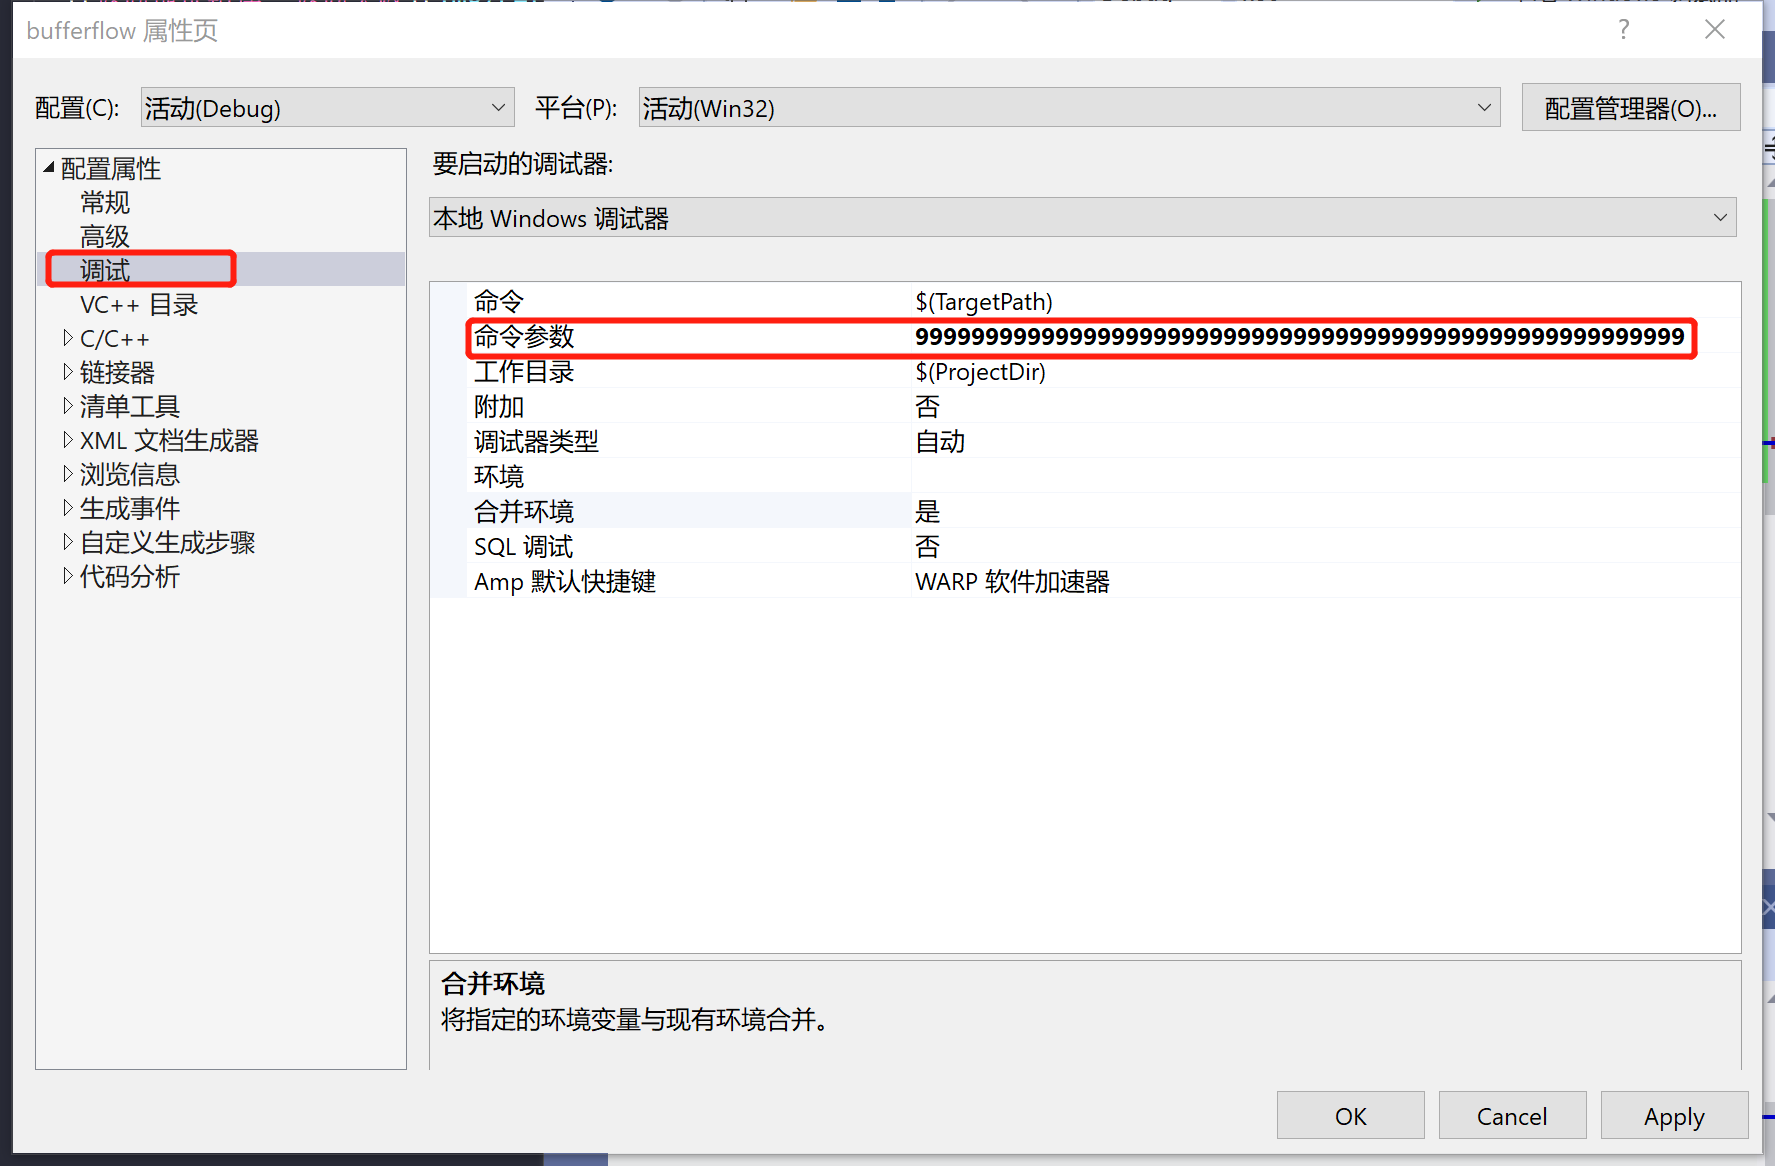 bufferflow 属性页
配置(C): 活动(Debug) 平台(P): 活动(Win32) 配置管理器(O)...
配置属性
常规
高级
调试
VC++ 目录
C/C++
链接器
清单工具
XML 文档生成器
浏览信息
生成事件
自定义生成步骤
代码分析
要启动的调试器:
本地 Windows 调试器
命令 $(TargetPath)
命令参数 9999999999999999999999999999999999999999999999999999999
工作目录 $(ProjectDir)
附加 否
调试器类型 自动
环境
合并环境 是
SQL 调试 否
Amp 默认快捷键 WARP 软件加速器
合并环境
将指定的环境变量与现有环境合并。
OK Cancel Apply